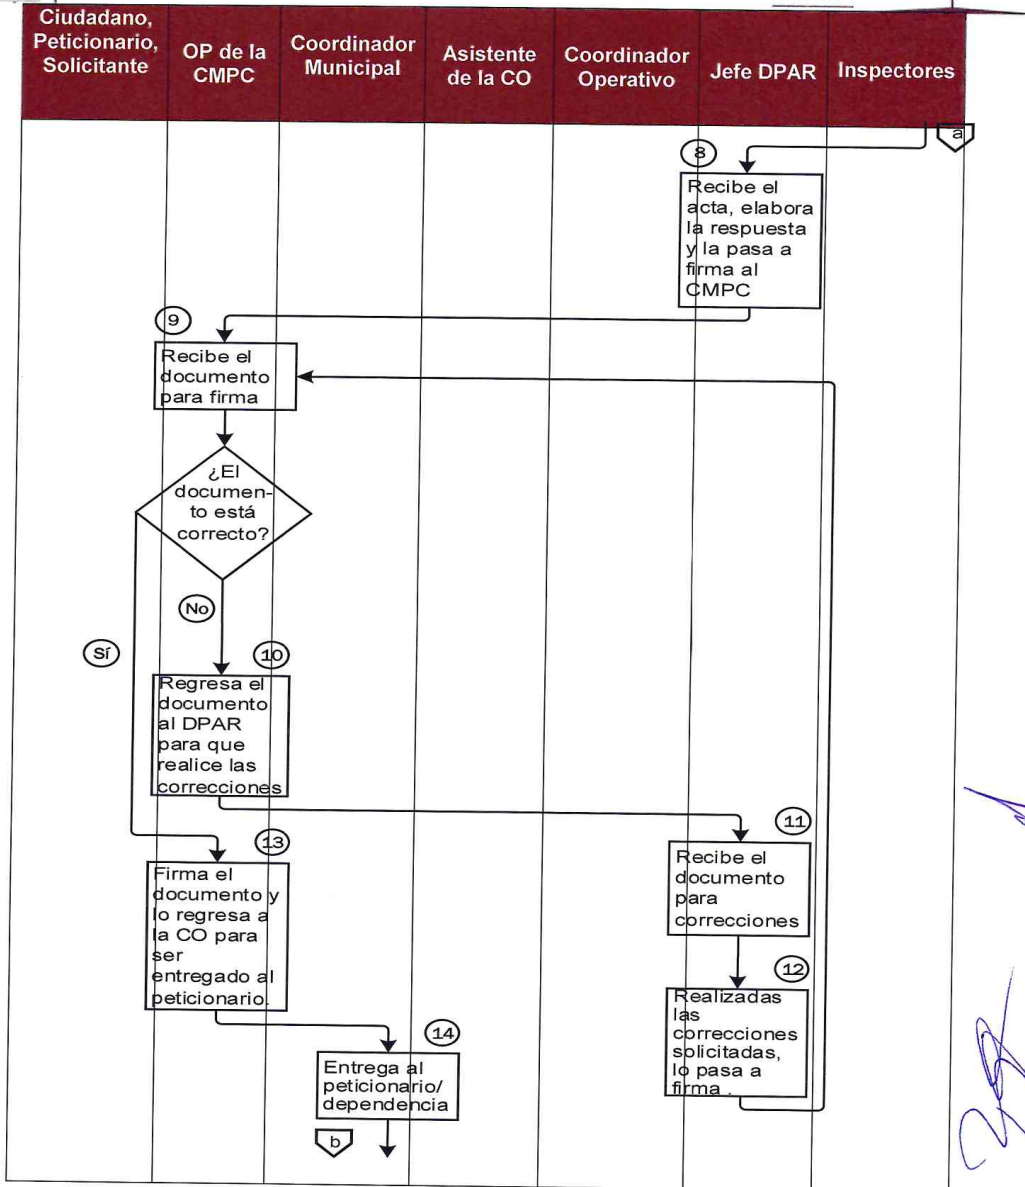 Ciudadano,
Peticionario,
Solicitante
OP de la
CMPC
Coordinador
Municipal
Asistente
de la CO
Coordinador
Operativo
Jefe DPAR
Inspectores
a
8
Recibe el
acta, elabora
la respuesta
y la pasa a
firma al
CMPC
9
Recibe el
documento
para firma
¿El
documen-
to está
correcto?
No
Sí
10
Regresa el
documento
al DPAR
para que
realice las
correcciones
11
Recibe el
documento
para
correcciones
12
Realizadas
las
correcciones
solicitadas,
lo pasa a
firma .
13
Firma el
documento y
lo regresa a
la CO para
ser
entregado al
peticionario.
14
Entrega al
peticionario/
dependencia
b